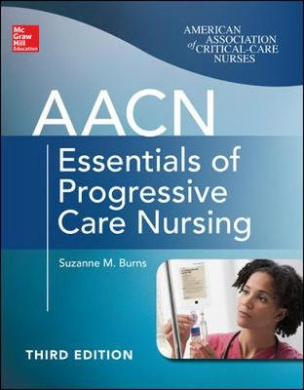 Mc
Graw
Hill
Education
AMERICAN
ASSOCIATION
of CRITICAL-CARE
NURSES
AACN
Essentials of
Progressive
Care Nursing
Suzanne M. Burns
THIRD EDITION